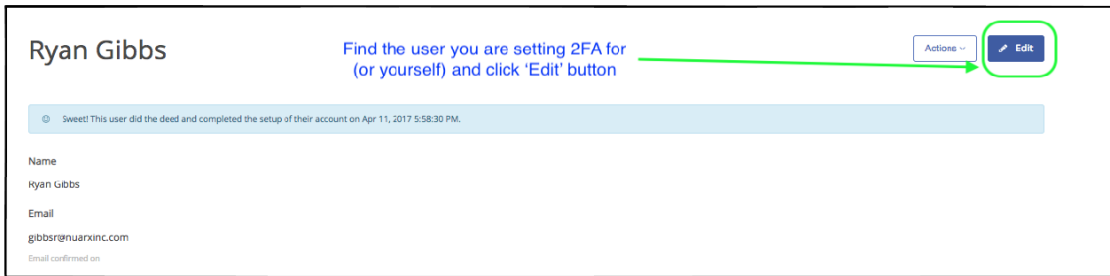 Ryan Gibbs
Find the user you are setting 2FA for
(or yourself) and click ‘Edit’ button
Actions
Edit
Sweet! This user did the deed and completed the setup of their account on Apr 11, 2017 5:58:30 PM.
Name
Ryan Gibbs
Email
gibbsr@nuarxinc.com
Email confirmed on